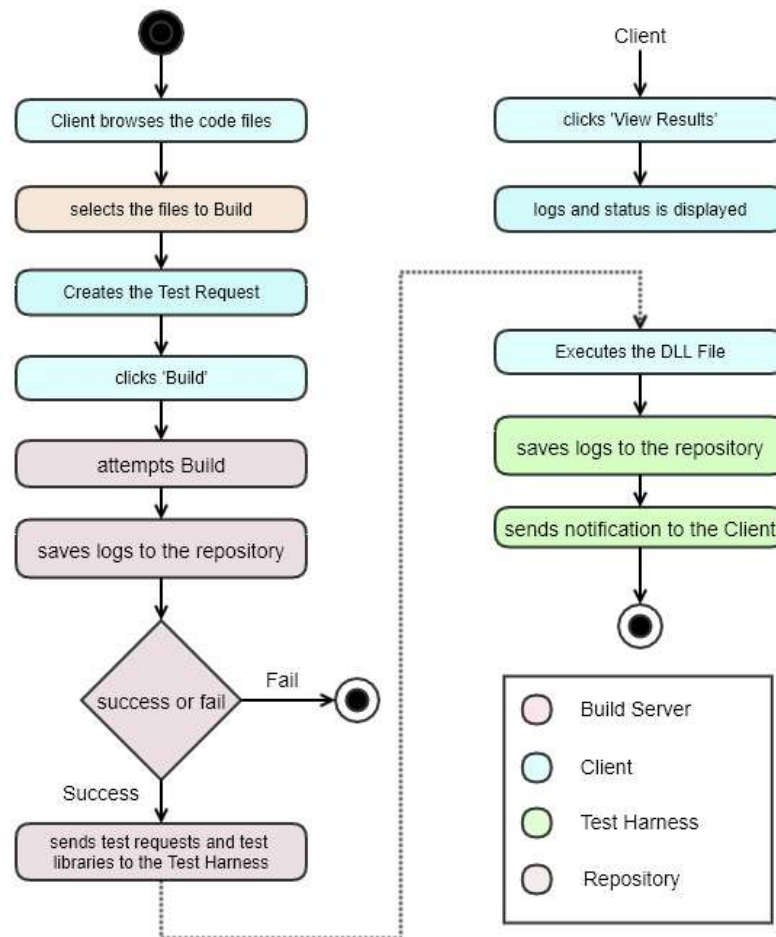 Client browses the code files
selects the files to Build
Creates the Test Request
clicks 'Build'
attempts Build
saves logs to the repository
success or fail
Fail
Success
sends test requests and test
libraries to the Test Harness
Client
clicks 'View Results'
logs and status is displayed
Executes the DLL File
saves logs to the repository
sends notification to the Client
Build Server
Client
Test Harness
Repository